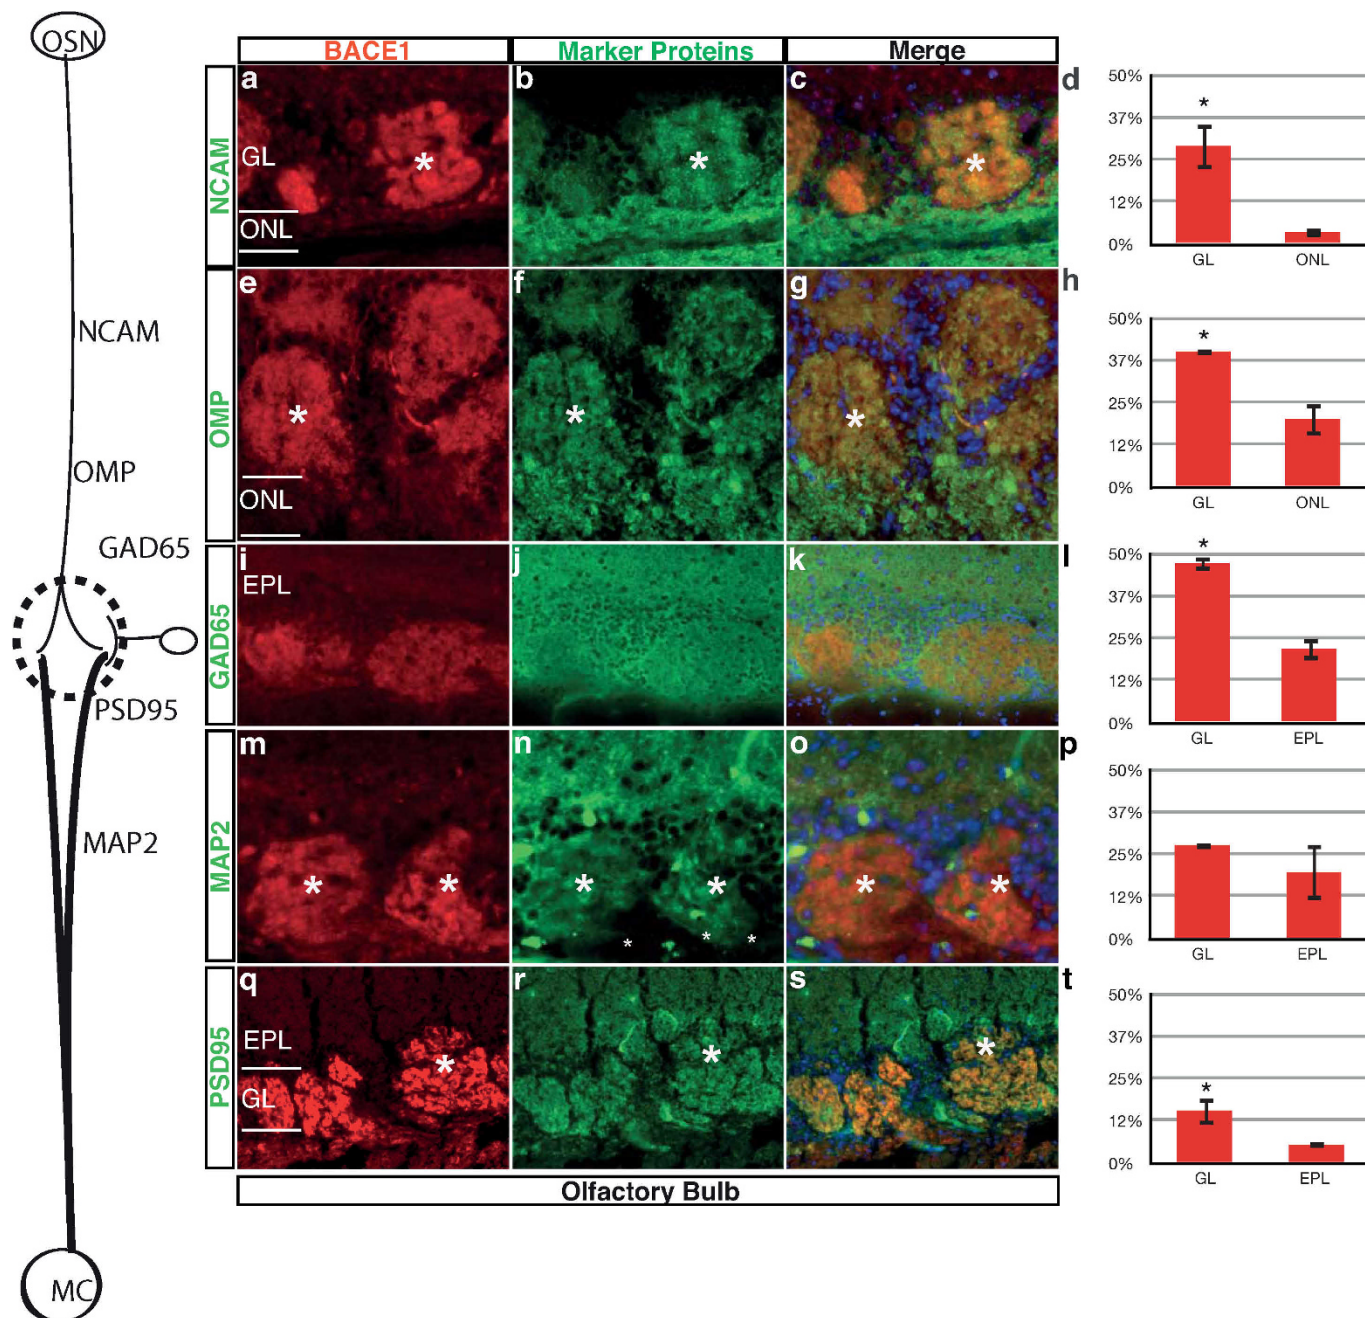 OSN
NCAM
OMP
GAD65
PSD95
MAP2
MC
BACE1 Marker Proteins Merge
NCAM
a b c d
GL
ONL
*
*
*
50%
37%
25%
12%
0%
*
GL ONL
OMP
e f g h
ONL
*
*
*
50%
37%
25%
12%
0%
*
GL ONL
GAD65
i j k l
EPL
50%
37%
25%
12%
0%
*
GL EPL
MAP2
m n o p
* *
* *
* * *
* *
50%
37%
25%
12%
0%
GL EPL
PSD95
q r s t
EPL
GL
*
*
*
50%
37%
25%
12%
0%
*
GL EPL
Olfactory Bulb